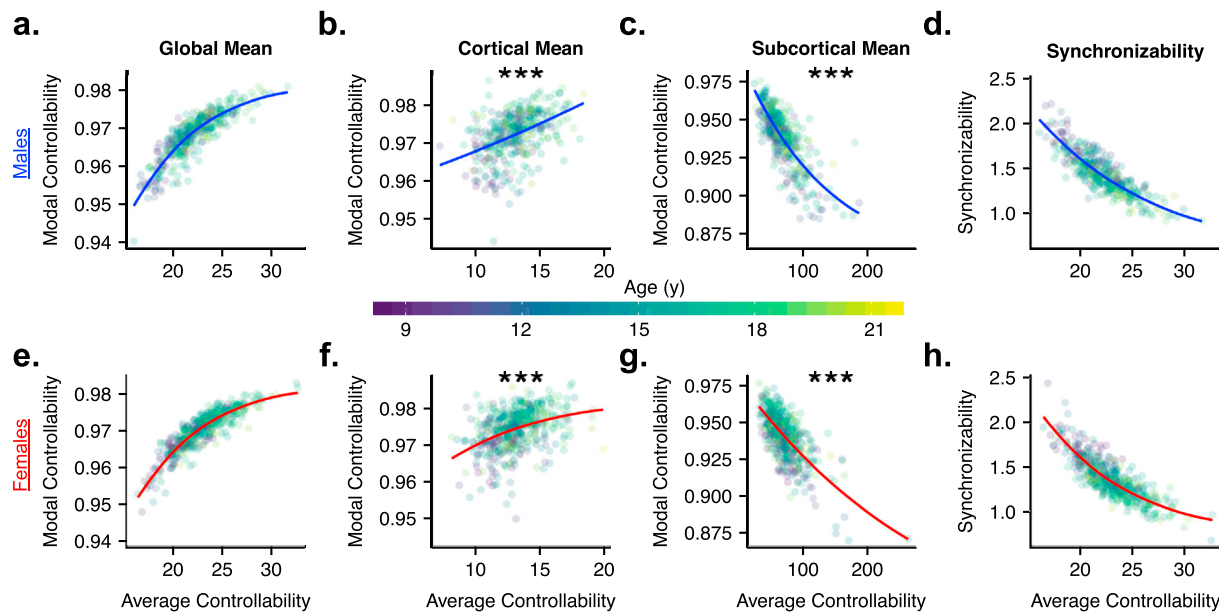 a.
Global Mean
Modal Controllability
0.98
0.97
0.96
0.95
0.94
20 25 30
Males
b.
Cortical Mean
***
Modal Controllability
0.98
0.97
0.96
0.95
10 15 20
c.
Subcortical Mean
***
Modal Controllability
0.975
0.950
0.925
0.900
0.875
100 200
d.
Synchronizability
Synchronizability
2.5
2.0
1.5
1.0
20 25 30
Age (y)
9 12 15 18 21
e.
Modal Controllability
0.98
0.97
0.96
0.95
0.94
20 25 30
Average Controllability
Females
f.
***
Modal Controllability
0.98
0.97
0.96
0.95
10 15 20
Average Controllability
g.
***
Modal Controllability
0.975
0.950
0.925
0.900
0.875
100 200
Average Controllability
h.
Synchronizability
2.5
2.0
1.5
1.0
20 25 30
Average Controllability